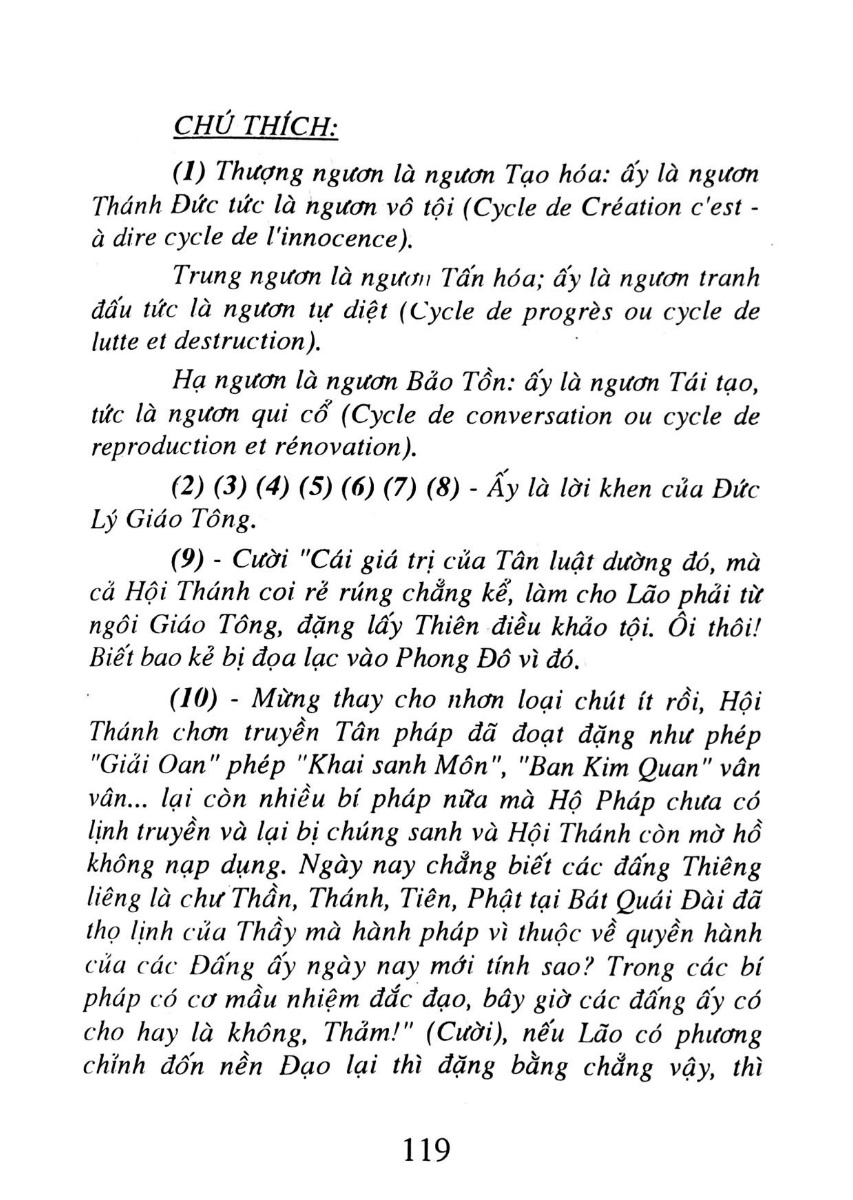 CHÚ THÍCH:
(1) Thượng ngươn là ngươn Tạo hóa: ấy là ngươn
Thánh Đức tức là ngươn vô tội (Cycle de Création c'est -
à dire cycle de l'innocence).
Trung ngươn là ngươn Tấn hóa; ấy là ngươn tranh
đấu tức là ngươn tự diệt (Cycle de progrès ou cycle de
lutte et destruction).
Hạ ngươn là ngươn Bảo Tồn: ấy là ngươn Tái tạo,
tức là ngươn qui cổ (Cycle de conversation ou cycle de
reproduction et rénovation).
(2) (3) (4) (5) (6) (7) (8) - Ấy là lời khen của Đức
Lý Giáo Tông.
(9) - Cười "Cái giá trị của Tân luật dường đó, mà
cả Hội Thánh coi rẻ rúng chẳng kể, làm cho Lão phải từ
ngôi Giáo Tông, đặng lấy Thiên điều khảo tội. Ôi thôi!
Biết bao kẻ bị đọa lạc vào Phong Đô vì đó.
(10) - Mừng thay cho nhơn loại chút ít rồi, Hội
Thánh chơn truyền Tân pháp đã đoạt đặng như phép
"Giải Oan" phép "Khai sanh Môn", "Ban Kim Quan" vân
vân... lại còn nhiều bí pháp nữa mà Hộ Pháp chưa có
lịnh truyền và lại bị chúng sanh và Hội Thánh còn mờ hồ
không nạp dụng. Ngày nay chẳng biết các đấng Thiêng
liêng là chư Thần, Thánh, Tiên, Phật tại Bát Quái Đài đã
thọ lịnh của Thầy mà hành pháp vì thuộc về quyền hành
của các Đấng ấy ngày nay mới tính sao? Trong các bí
pháp có cơ mầu nhiệm đắc đạo, bây giờ các đấng ấy có
cho hay là không, Thảm!" (Cười), nếu Lão có phương
chỉnh đốn nền Đạo lại thì đặng bằng chẳng vậy, thì
119